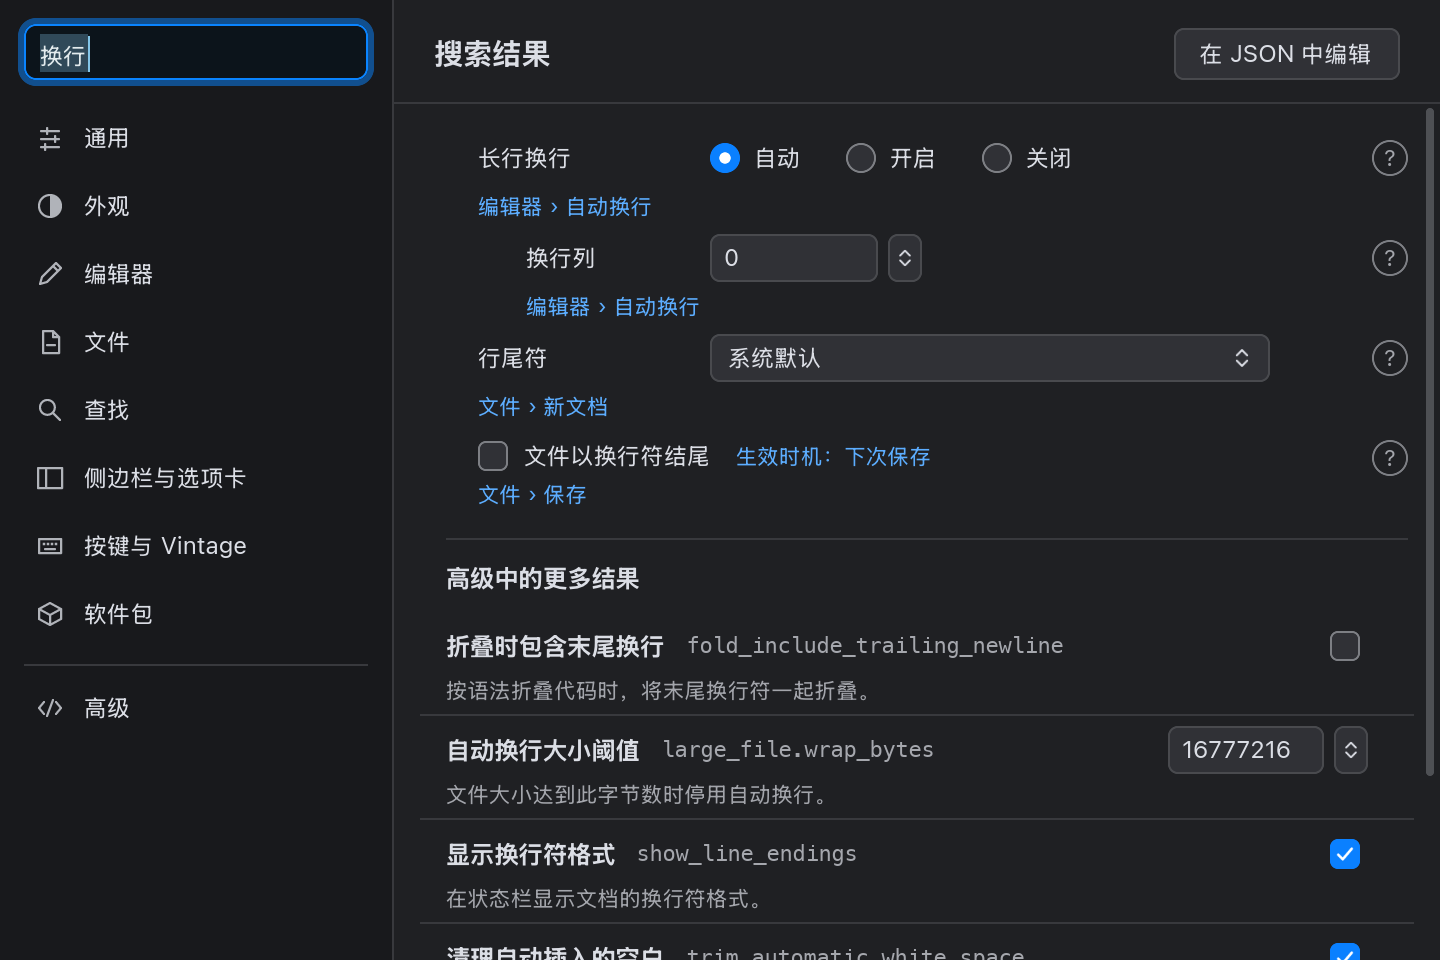 换行
通用
外观
编辑器
文件
查找
侧边栏与选项卡
按键与 Vintage
软件包
高级
搜索结果
在 JSON 中编辑
长行换行 自动 开启 关闭 ?
编辑器 › 自动换行
换行列 0 ?
编辑器 › 自动换行
行尾符 系统默认 ?
文件 › 新文档
文件以换行符结尾 生效时机：下次保存 ?
文件 › 保存
高级中的更多结果
折叠时包含末尾换行 fold_include_trailing_newline
按语法折叠代码时，将末尾换行符一起折叠。
自动换行大小阈值 large_file.wrap_bytes 16777216
文件大小达到此字节数时停用自动换行。
显示换行符格式 show_line_endings
在状态栏显示文档的换行符格式。
清理自动插入的空白 trim_automatic_white_space